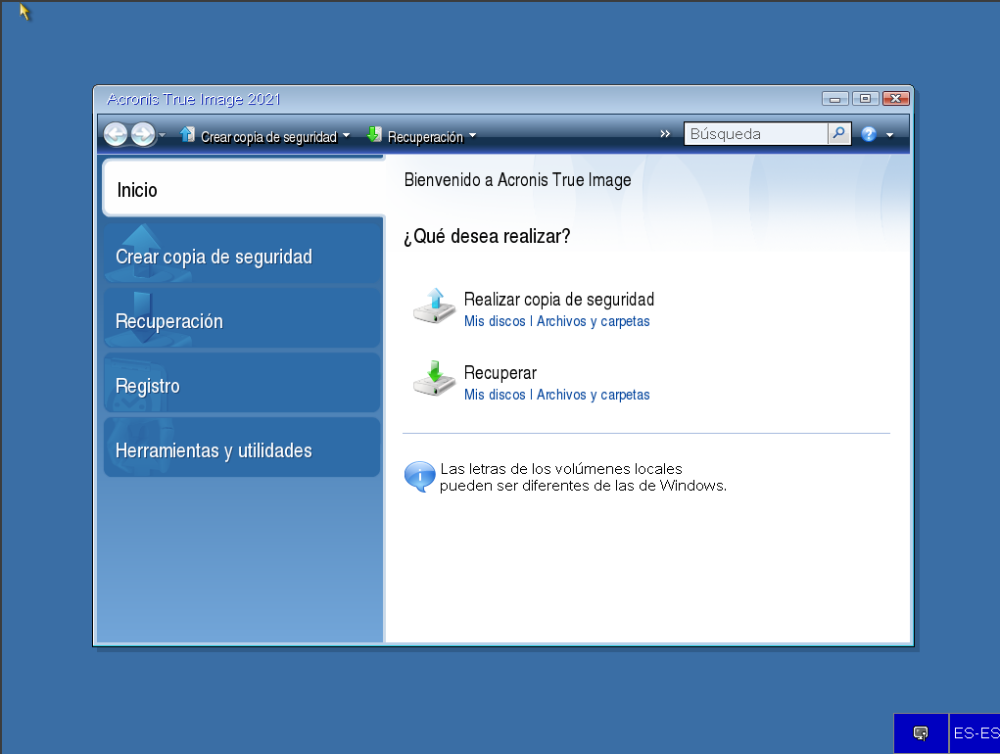 Acronis True Image 2021
Crear copia de seguridad
Recuperación
»
Búsqueda
?
Inicio
Crear copia de seguridad
Recuperación
Registro
Herramientas y utilidades
Bienvenido a Acronis True Image
¿Qué desea realizar?
Realizar copia de seguridad
Mis discos | Archivos y carpetas
Recuperar
Mis discos | Archivos y carpetas
Las letras de los volúmenes locales
pueden ser diferentes de las de Windows.
ES-ES